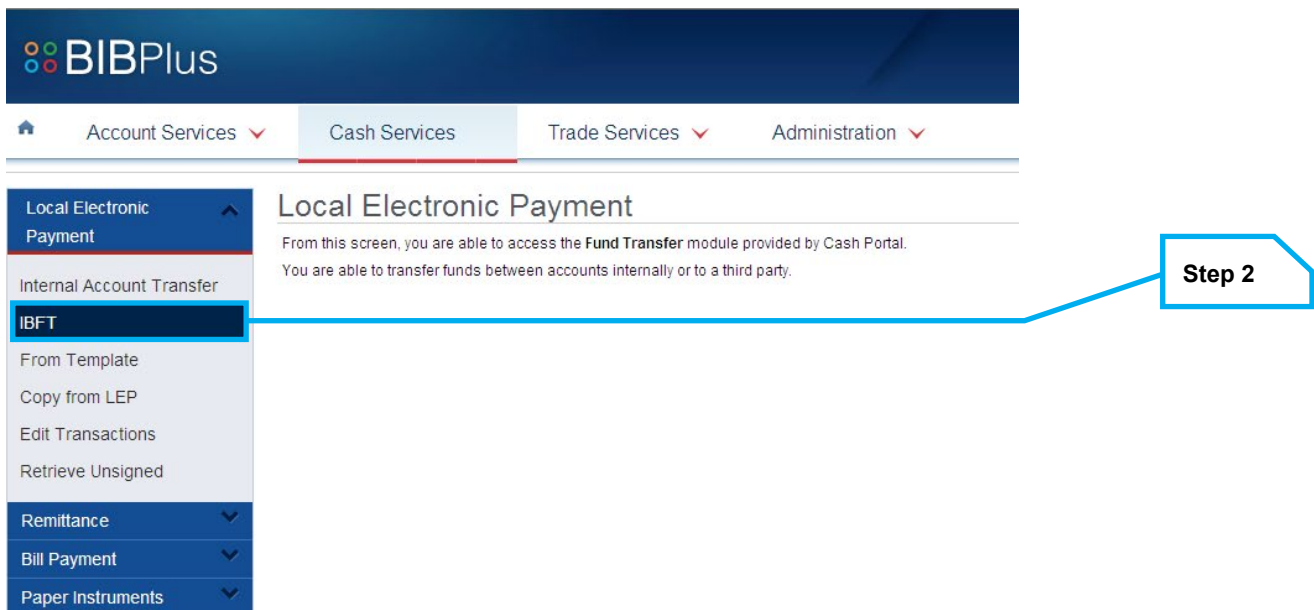 BIBPlus
Account Services
Cash Services
Trade Services
Administration
Local Electronic
Payment
Internal Account Transfer
IBFT
From Template
Copy from LEP
Edit Transactions
Retrieve Unsigned
Remittance
Bill Payment
Paper Instruments
Local Electronic Payment
From this screen, you are able to access the Fund Transfer module provided by Cash Portal.
You are able to transfer funds between accounts internally or to a third party.
Step 2